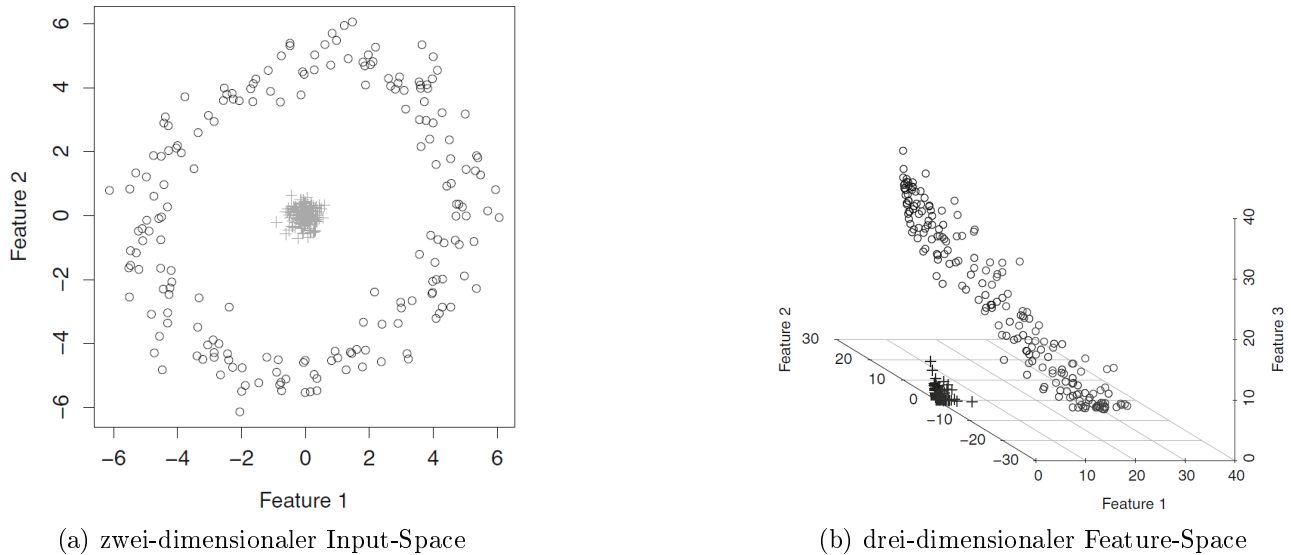 6
4
2
0
−2
−4
−6
Feature 2
−6 −4 −2 0 2 4 6
Feature 1
(a) zwei-dimensionaler Input-Space
Feature 2
30
20
10
0
−10
−20
−30
0 10 20 30 40
Feature 1
40
30
20
10
0
Feature 3
(b) drei-dimensionaler Feature-Space